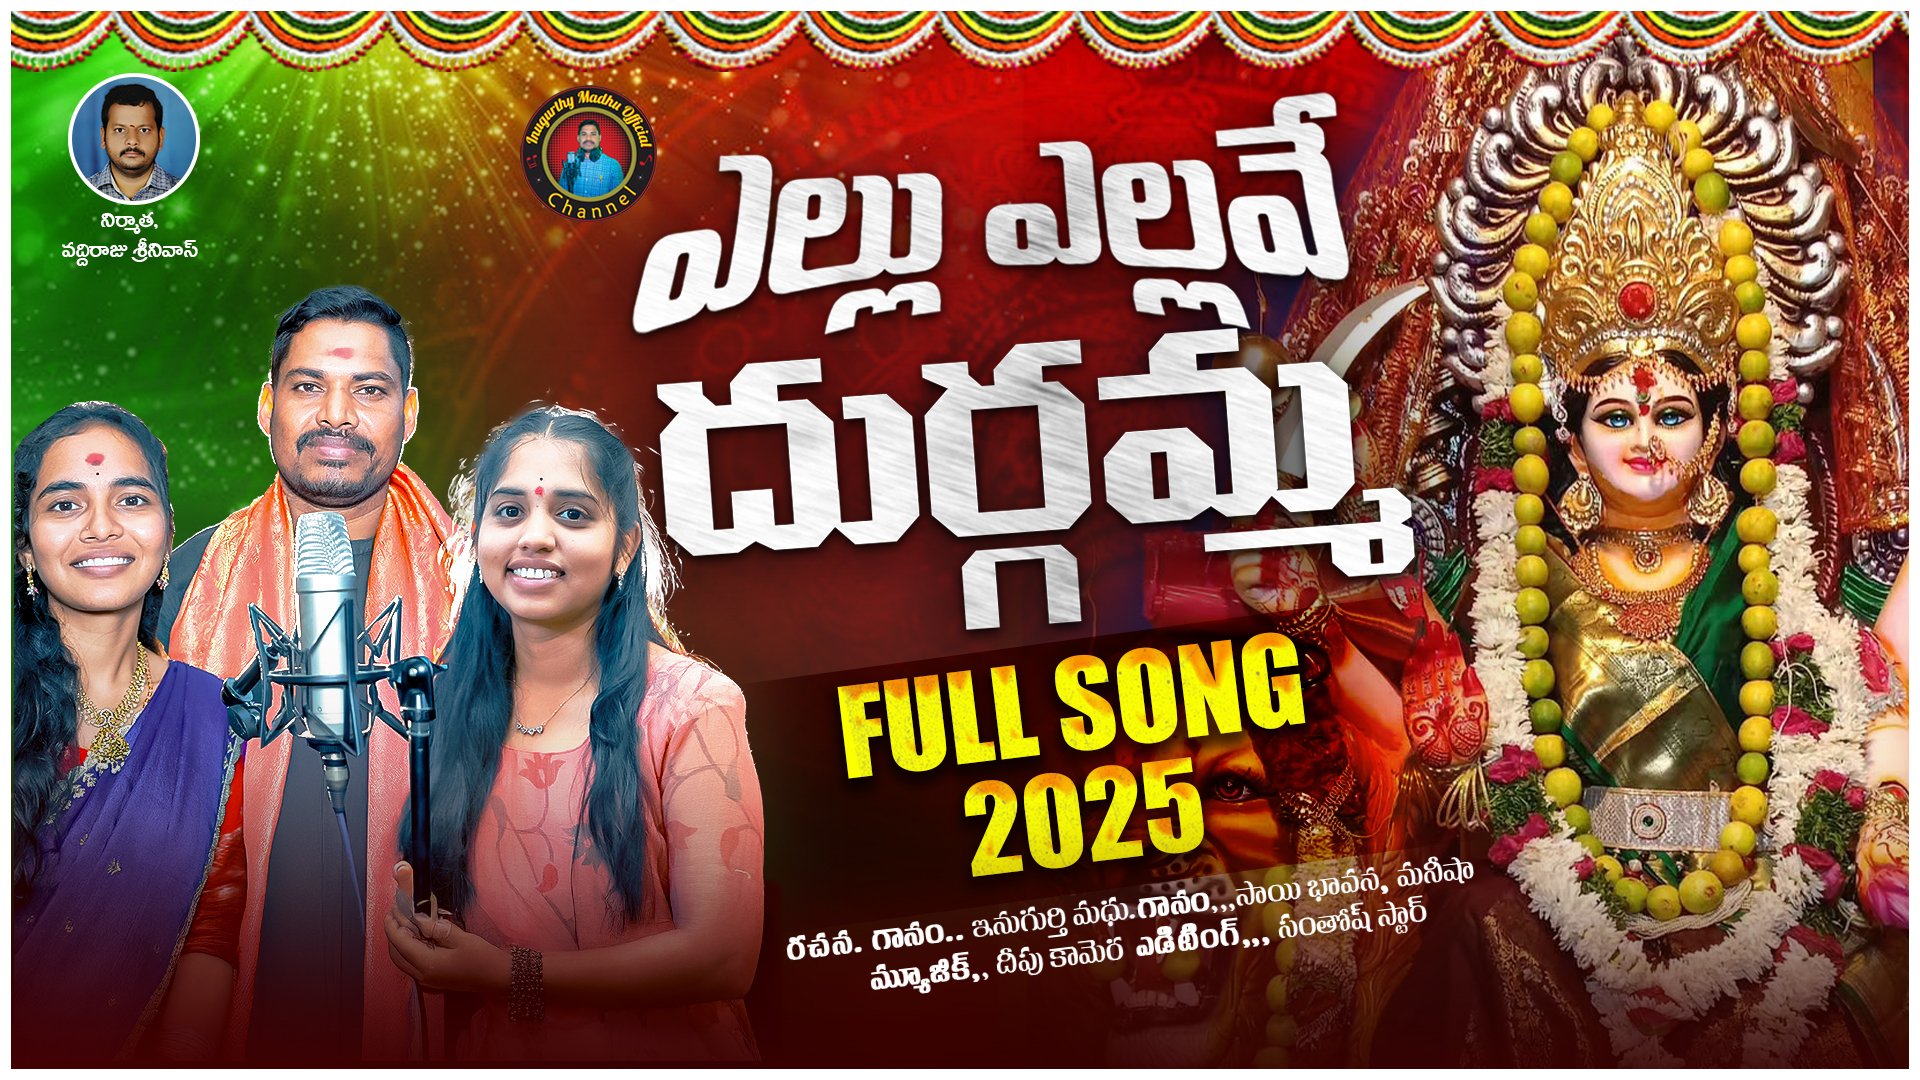 నిర్మాత,
వద్దిరాజు శ్రీనివాస్
Inugurthy Madhu Official
Channel
ఎల్లు ఎల్లవే
దుర్గమ్మ
FULL SONG
2025
రచన. గానం.. ఇనుగుర్తి మధు.గానం,,,సాయి భావన, మనీషా
మ్యూజిక్,, దీపు కామెర ఎడిటింగ్,,, సంతోష్ స్టార్